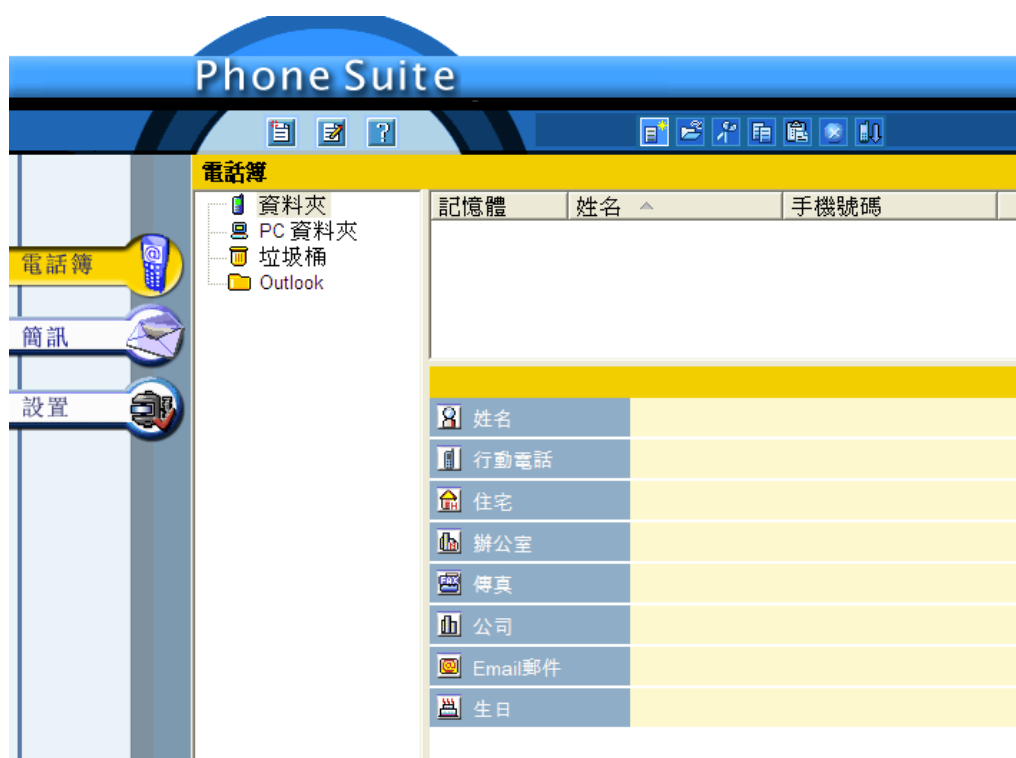 Phone Suite
電話簿
資料夾
PC 資料夾
垃圾桶
Outlook
電話簿
簡訊
設置
記憶體 姓名 手機號碼
姓名
行動電話
住宅
辦公室
傳真
公司
Email郵件
生日